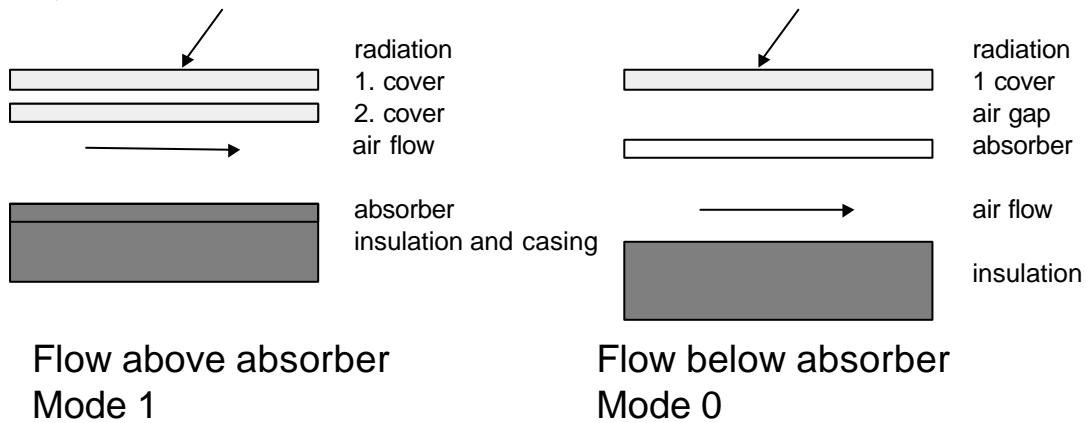 radiation
1. cover
2. cover
air flow
absorber
insulation and casing
Flow above absorber
Mode 1
radiation
1 cover
air gap
absorber
air flow
insulation
Flow below absorber
Mode 0